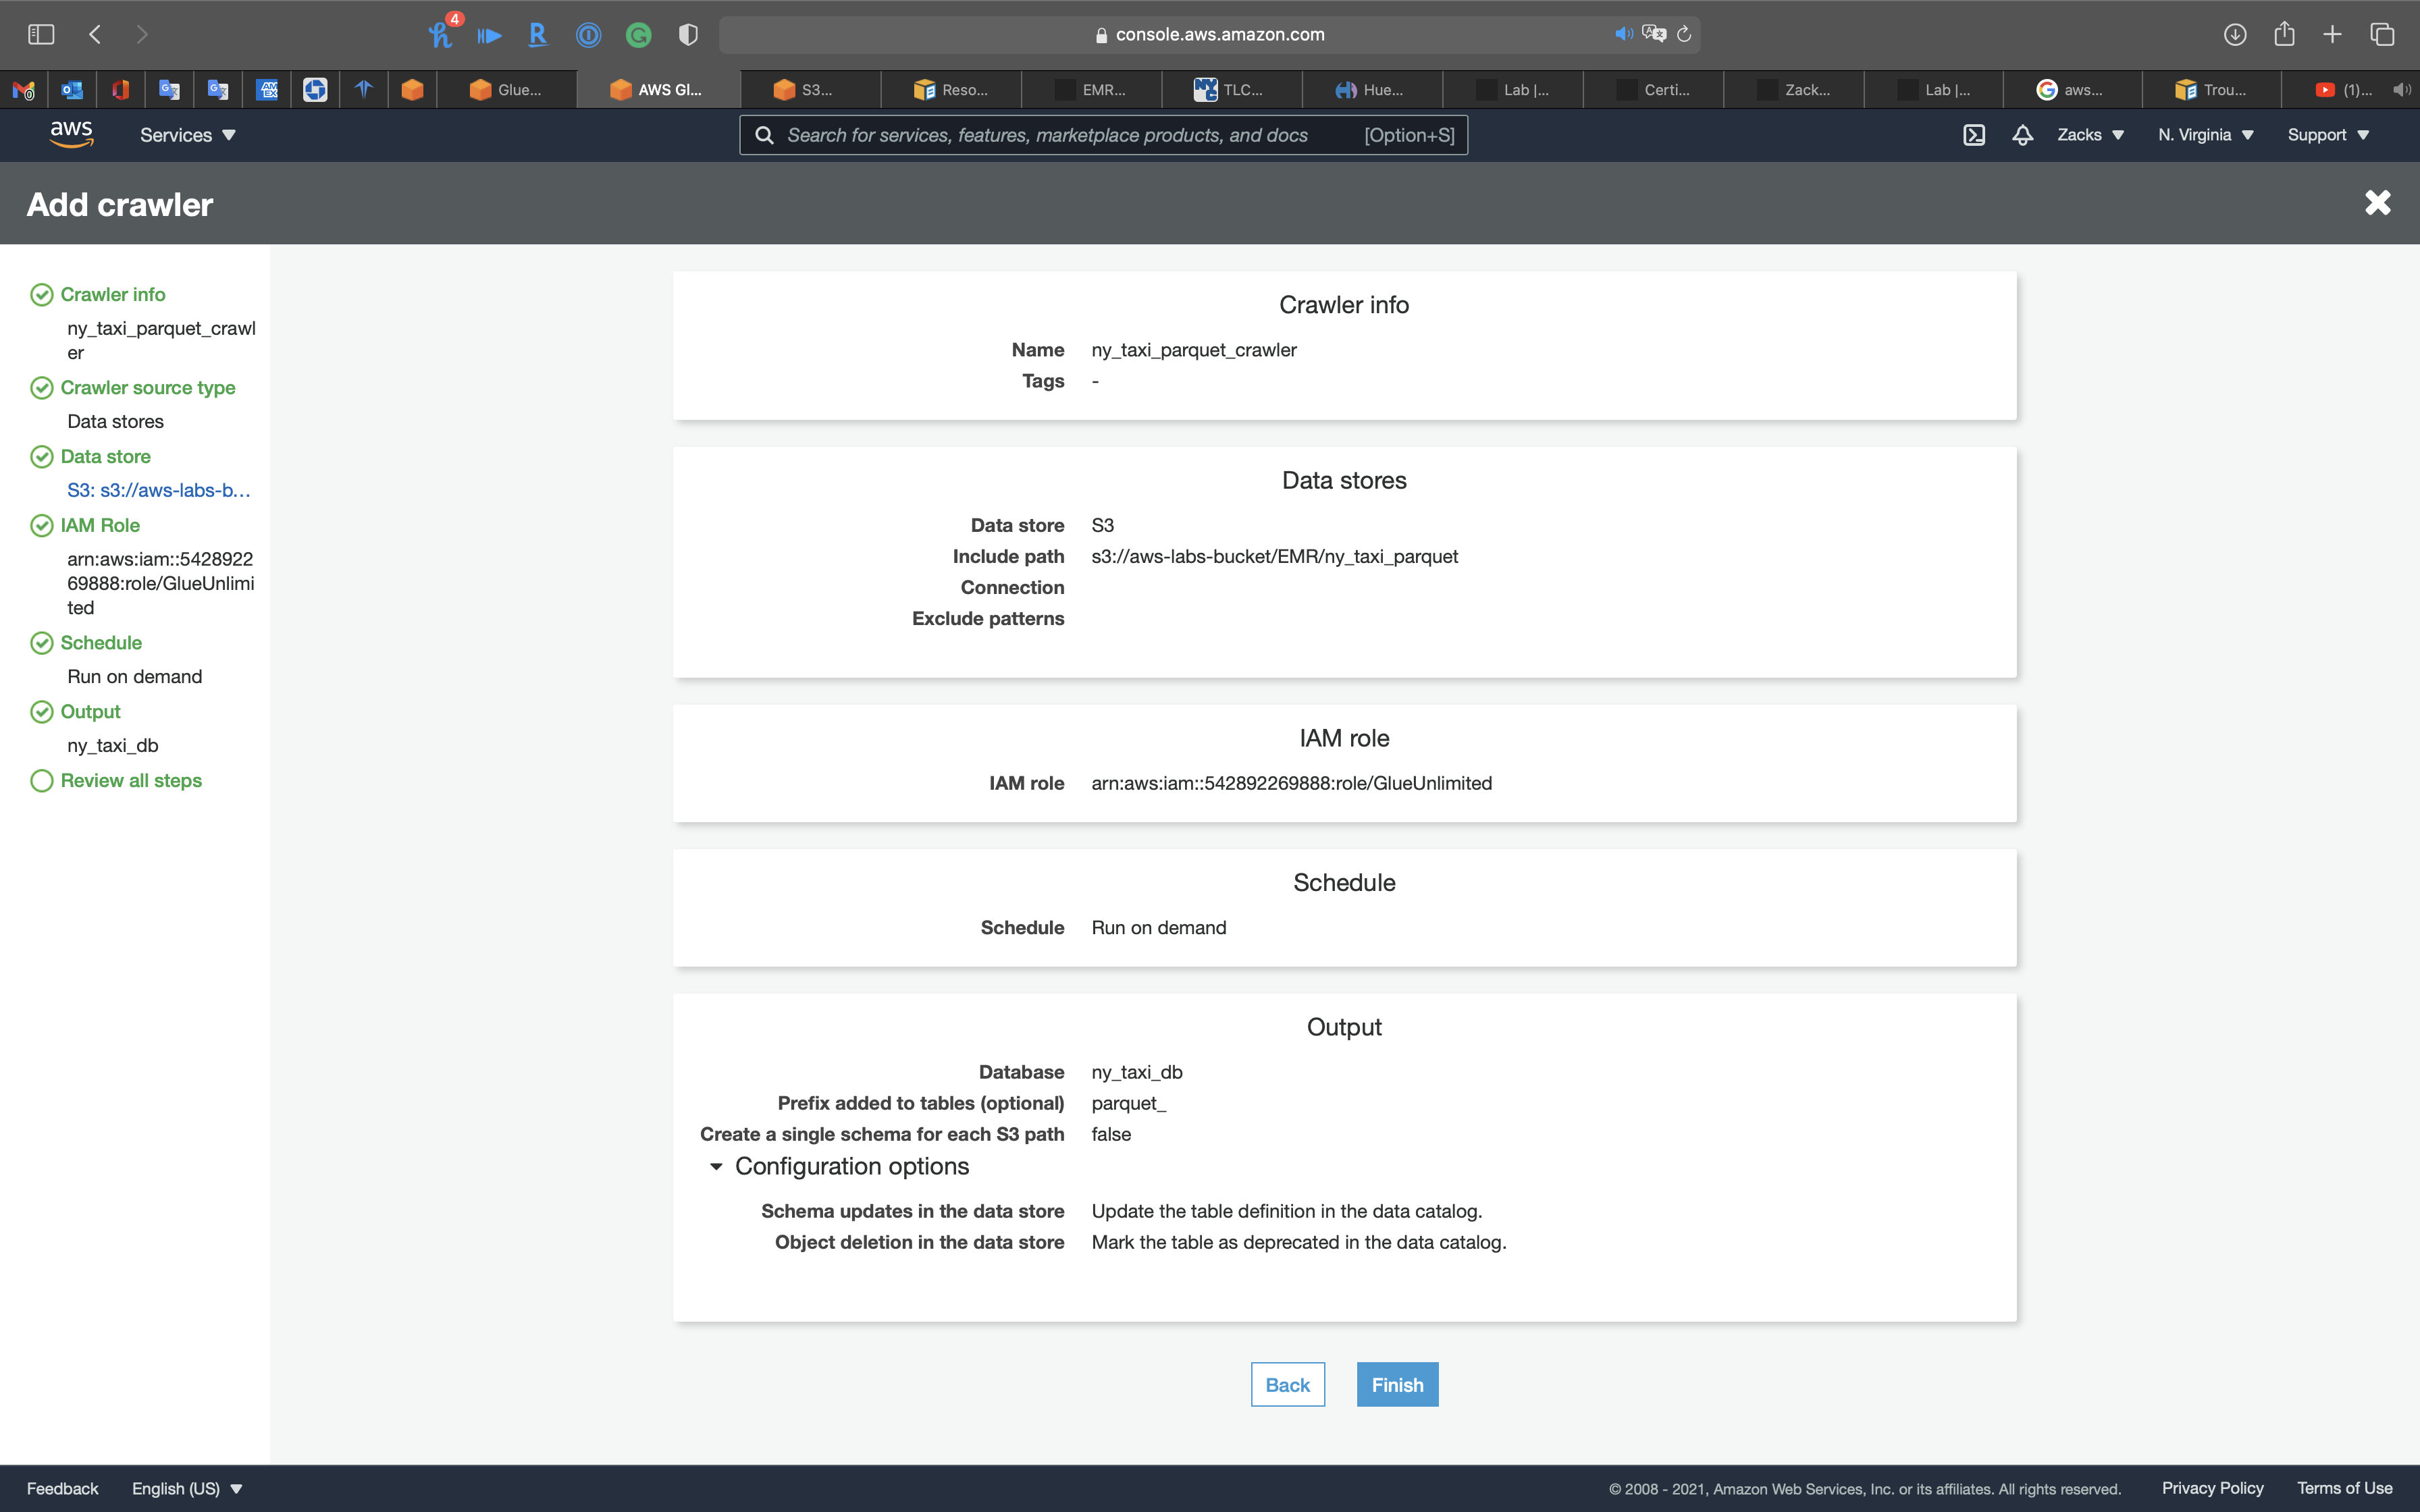 4
console.aws.amazon.com
Glue...
AWS Gl...
S3...
Reso...
EMR...
TLC...
Hue...
Lab |...
Certi...
Zack...
Lab |...
aws...
Trou...
(1)...
aws
Services
Search for services, features, marketplace products, and docs
[Option+S]
Zacks
N. Virginia
Support
Add crawler
Crawler info
ny_taxi_parquet_crawl
er
Crawler source type
Data stores
Data store
S3: s3://aws-labs-b...
IAM Role
arn:aws:iam::5428922
69888:role/GlueUnlimi
ted
Schedule
Run on demand
Output
ny_taxi_db
Review all steps
Crawler info
Name ny_taxi_parquet_crawler
Tags -
Data stores
Data store S3
Include path s3://aws-labs-bucket/EMR/ny_taxi_parquet
Connection
Exclude patterns
IAM role
IAM role arn:aws:iam::542892269888:role/GlueUnlimited
Schedule
Schedule Run on demand
Output
Database ny_taxi_db
Prefix added to tables (optional) parquet_
Create a single schema for each S3 path false
Configuration options
Schema updates in the data store Update the table definition in the data catalog.
Object deletion in the data store Mark the table as deprecated in the data catalog.
Back
Finish
Feedback
English (US)
© 2008 - 2021, Amazon Web Services, Inc. or its affiliates. All rights reserved.
Privacy Policy
Terms of Use